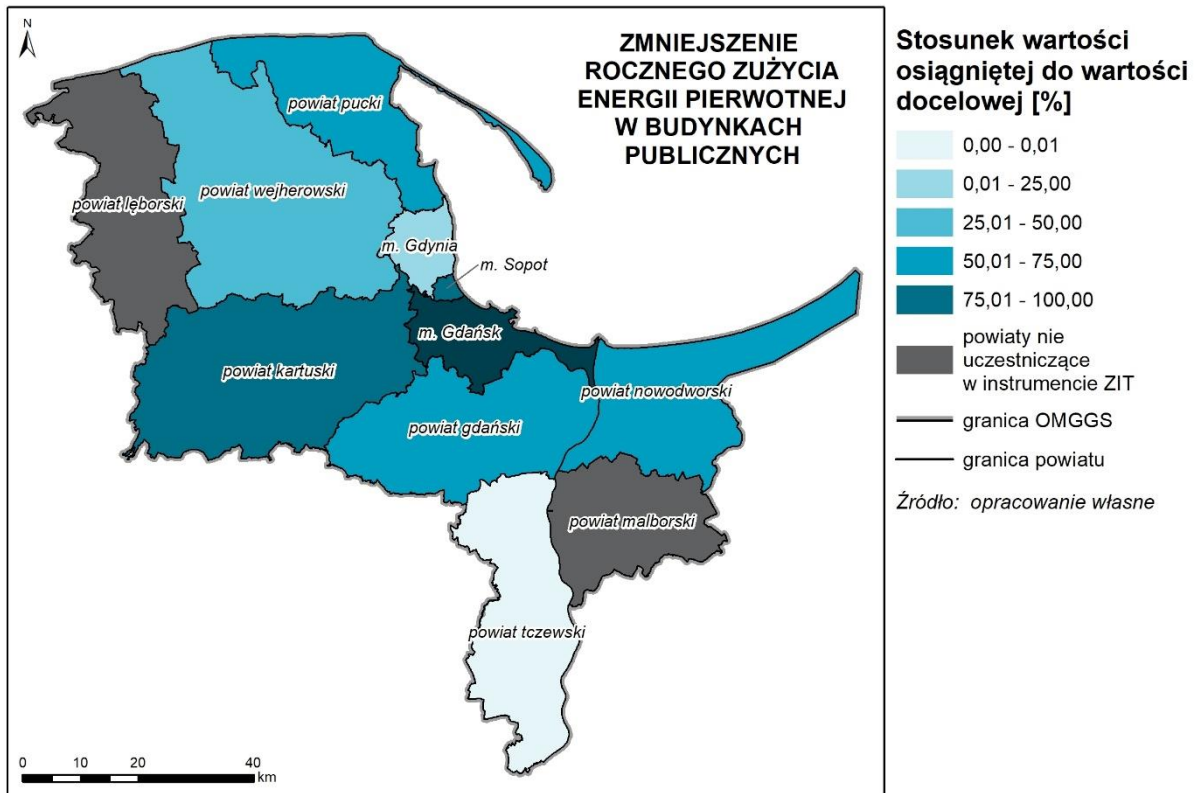 N
ZMNIEJSZENIE
ROCZNEGO ZUŻYCIA
ENERGII PIERWOTNEJ
W BUDYNKACH
PUBLICZNYCH
powiat pucki
powiat wejherowski
powiat lęborski
m. Gdynia
m. Sopot
m. Gdańsk
powiat kartuski
powiat nowodworski
powiat gdański
powiat malborski
powiat tczewski
0 10 20 40
km
Stosunek wartości
osiągniętej do wartości
docelowej [%]
0,00 - 0,01
0,01 - 25,00
25,01 - 50,00
50,01 - 75,00
75,01 - 100,00
powiaty nie
uczestniczące
w instrumencie ZIT
granica OMGGS
granica powiatu
Źródło: opracowanie własne